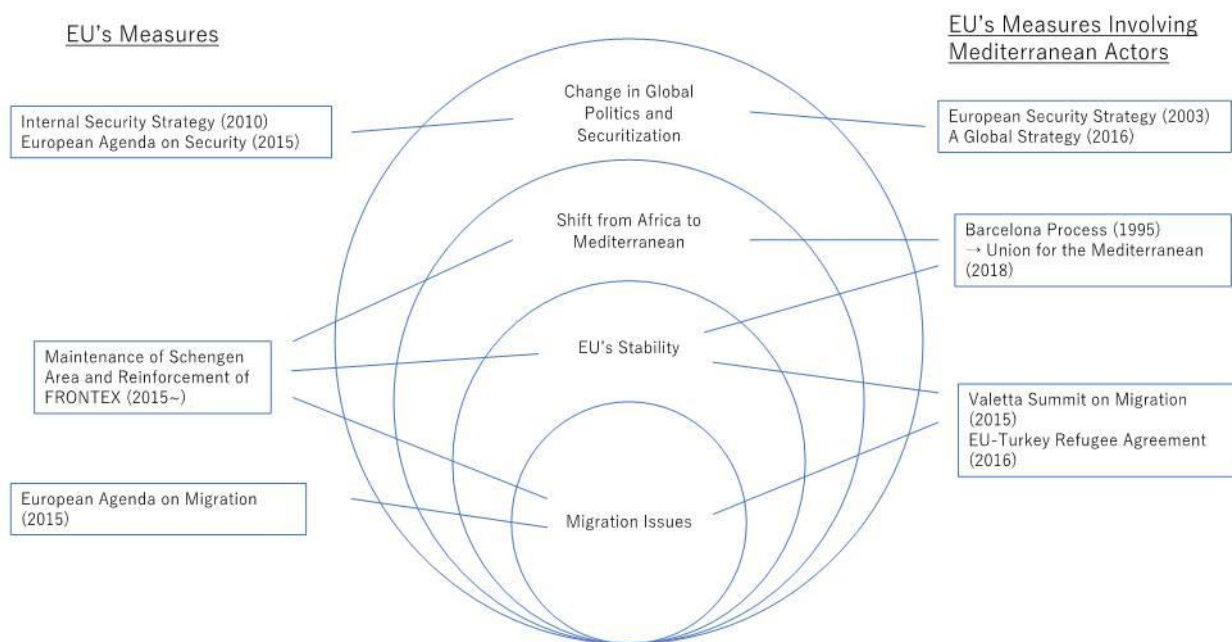 EU's Measures
EU's Measures Involving
Mediterranean Actors
Internal Security Strategy (2010)
European Agenda on Security (2015)
Change in Global
Politics and
Securitization
European Security Strategy (2003)
A Global Strategy (2016)
Shift from Africa to
Mediterranean
Barcelona Process (1995)
→ Union for the Mediterranean
(2018)
Maintenance of Schengen
Area and Reinforcement of
FRONTEX (2015~)
EU's Stability
Valetta Summit on Migration
(2015)
EU-Turkey Refugee Agreement
(2016)
European Agenda on Migration
(2015)
Migration Issues